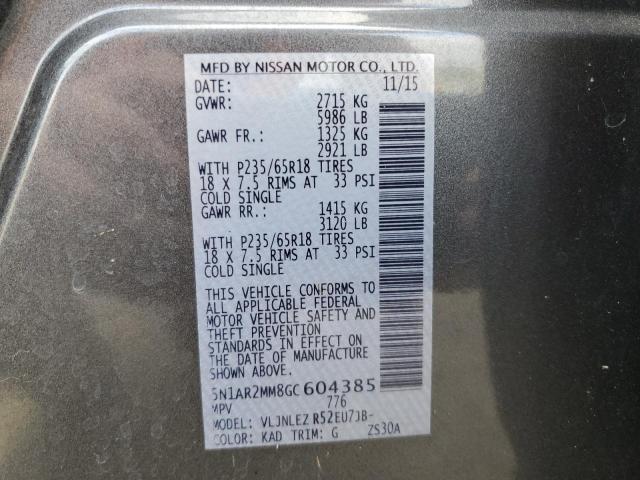 MFD BY NISSAN MOTOR CO., LTD.
DATE: 11/15
GVWR: 2715 KG
5986 LB
GAWR FR.: 1325 KG
2921 LB
WITH P235/65R18 TIRES
18 X 7.5 RIMS AT 33 PSI
COLD SINGLE
GAWR RR.: 1415 KG
3120 LB
WITH P235/65R18 TIRES
18 X 7.5 RIMS AT 33 PSI
COLD SINGLE
THIS VEHICLE CONFORMS TO
ALL APPLICABLE FEDERAL
MOTOR VEHICLE SAFETY AND
THEFT PREVENTION
STANDARDS IN EFFECT ON
THE DATE OF MANUFACTURE
SHOWN ABOVE.
5N1AR2MM8GC604385
MPV 776
MODEL: VLJNLEZ R52EU7JB-
COLOR: KAD TRIM: G ZS30A